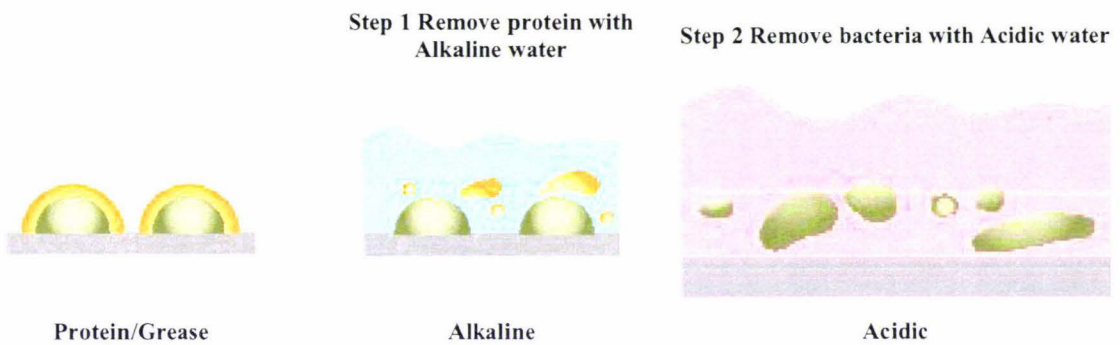 Step 1 Remove protein with
Alkaline water
Step 2 Remove bacteria with Acidic water
Protein/Grease
Alkaline
Acidic